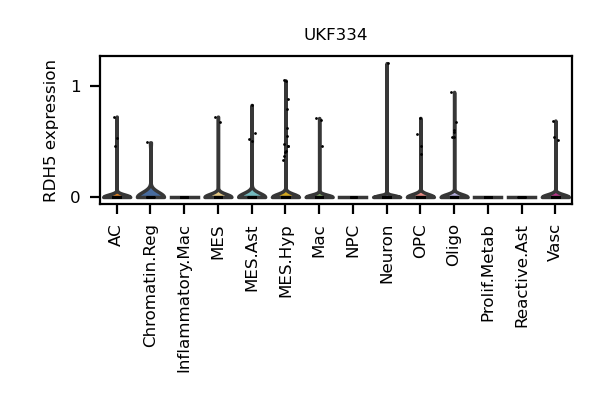 UKF334
RDH5 expression
1
0
AC
Chromatin.Reg
Inflammatory.Mac
MES
MES.Ast
MES.Hyp
Mac
NPC
Neuron
OPC
Oligo
Prolif.Metab
Reactive.Ast
Vasc